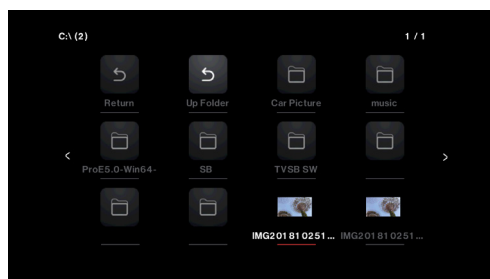 C:\ (2)
1 / 1
Return
Up Folder
Car Picture
music
ProE5.0-Win64-
SB
TVSB SW
IMG201810251...
IMG201810251...